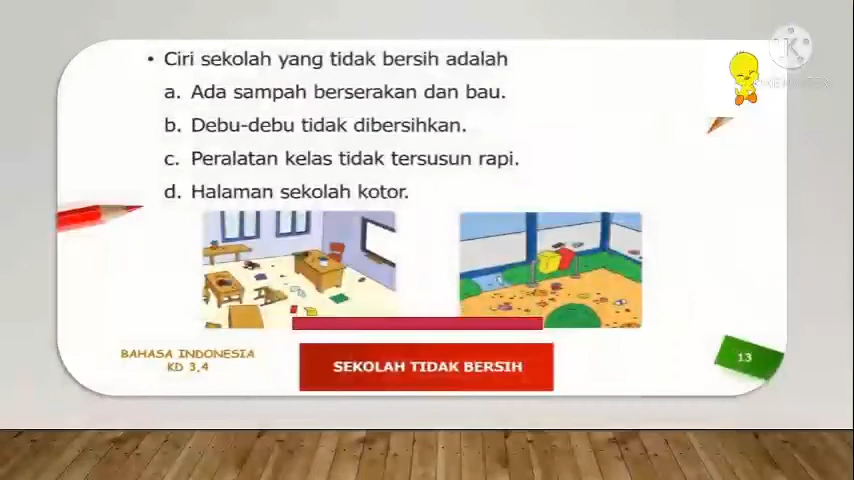 • Ciri sekolah yang tidak bersih adalah
a. Ada sampah berserakan dan bau.
b. Debu-debu tidak dibersihkan.
c. Peralatan kelas tidak tersusun rapi.
d. Halaman sekolah kotor.
BAHASA INDONESIA
KD 3,4
SEKOLAH TIDAK BERSIH
13